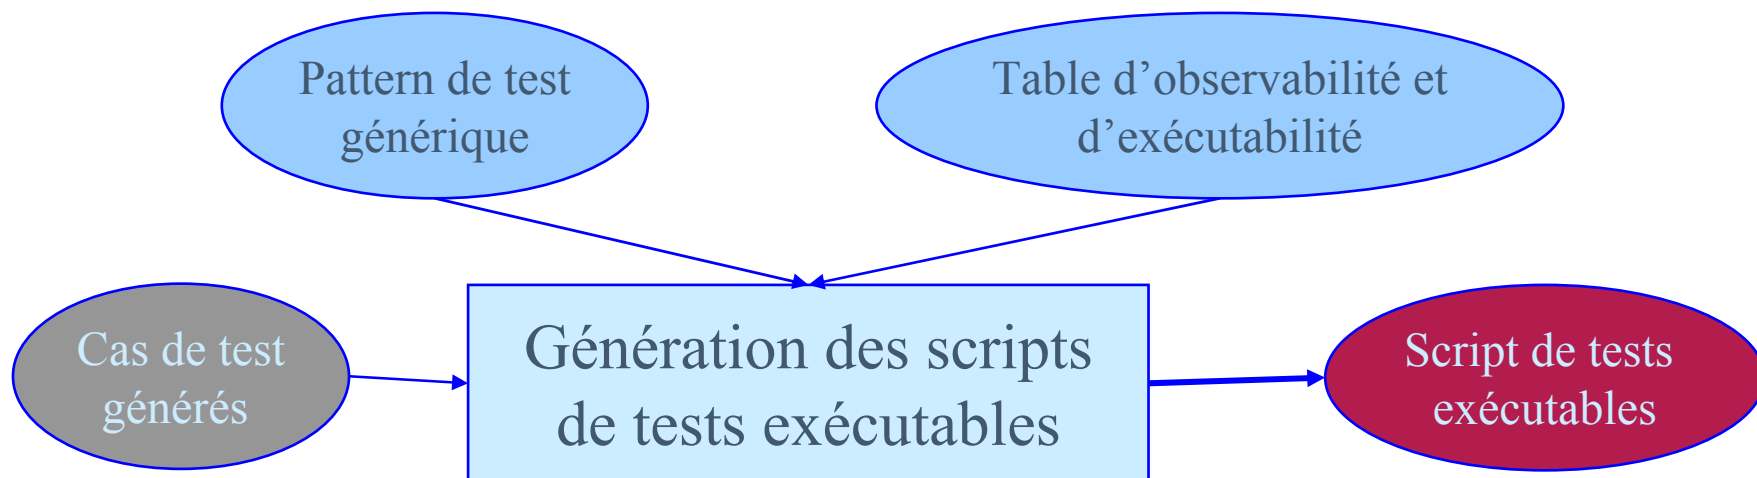 Pattern de test
générique
Table d’observabilité et
d’exécutabilité
Cas de test
générés
Génération des scripts
de tests exécutables
Script de tests
exécutables